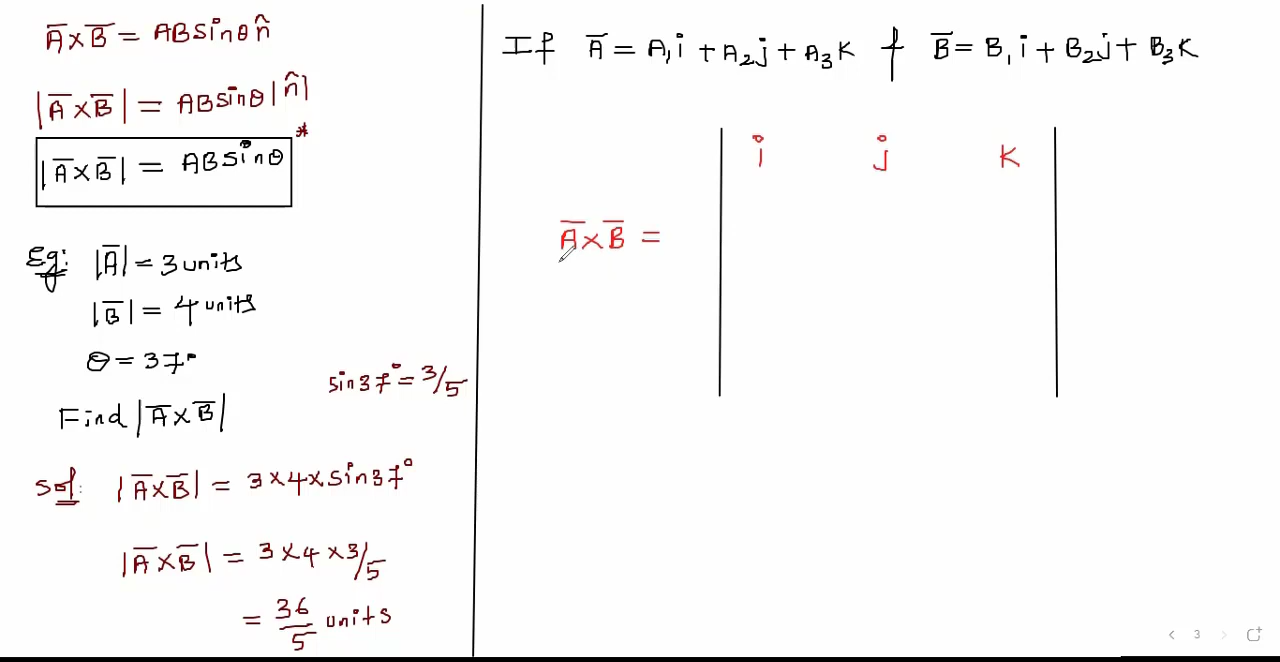 A̅×B̅ = ABsinθ n̂
|A̅×B̅| = ABsinθ|n̂|
|A̅×B̅| = ABsinθ *
Eg: |A̅| = 3 units
|B̅| = 4 units
θ = 37°
sin37° = 3/5
Find |A̅×B̅|
Sol: |A̅×B̅| = 3×4×sin37°
|A̅×B̅| = 3×4×3/5
= 36/5 units
If A̅ = A₁i + A₂j + A₃k & B̅ = B₁i + B₂j + B₃k
i j k
A̅×B̅ =
3